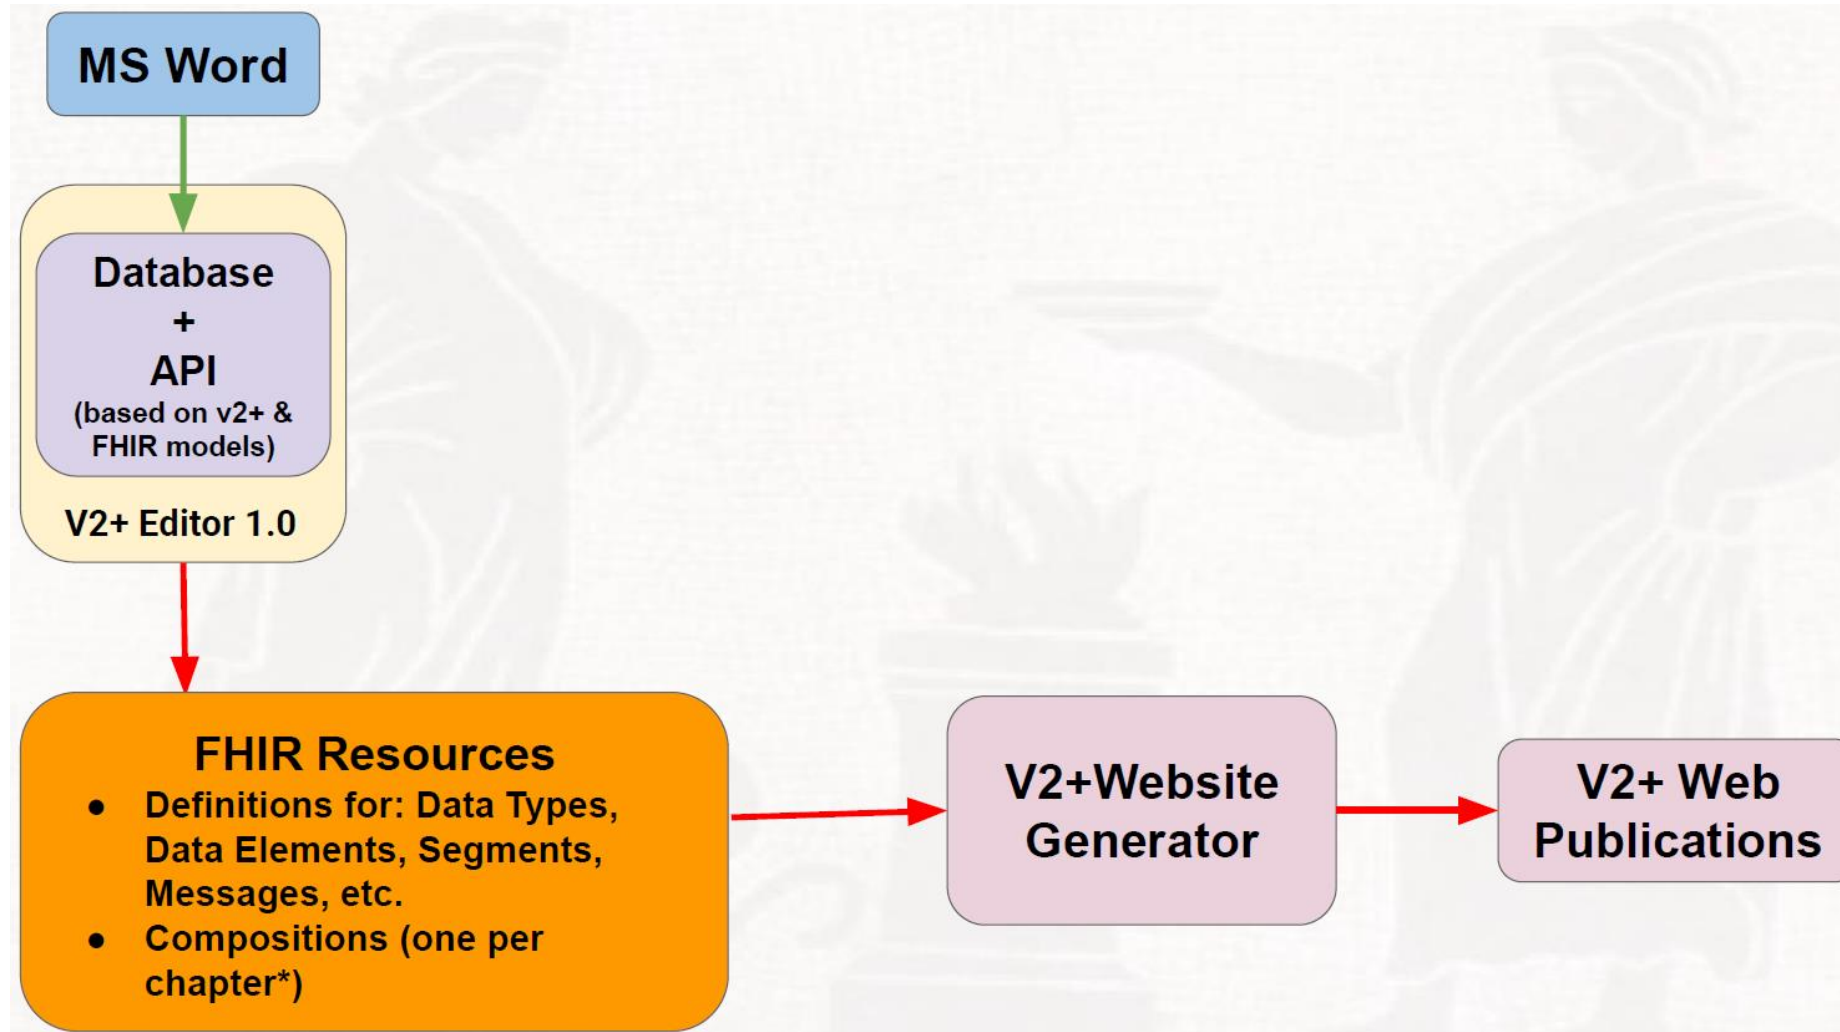 MS Word
Database
+
API
(based on v2+ &
FHIR models)
V2+ Editor 1.0
FHIR Resources
● Definitions for: Data Types,
Data Elements, Segments,
Messages, etc.
● Compositions (one per
chapter*)
V2+Website
Generator
V2+ Web
Publications